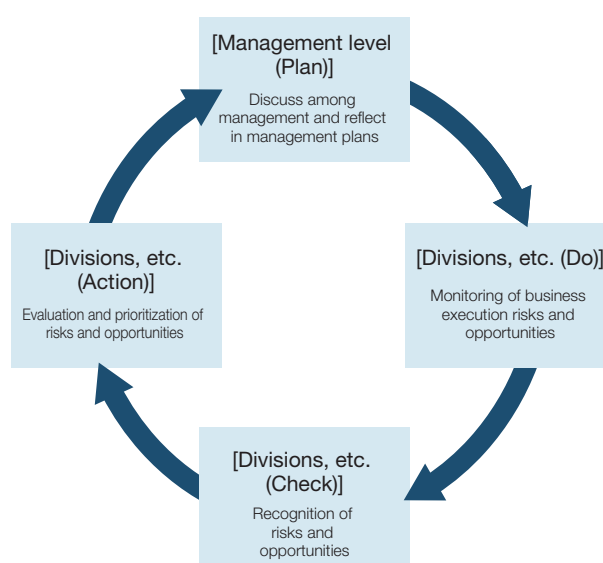 [Management level
(Plan)]
Discuss among
management and reflect
in management plans
[Divisions, etc. (Do)]
Monitoring of business
execution risks and
opportunities
[Divisions, etc.
(Check)]
Recognition of
risks and
opportunities
[Divisions, etc.
(Action)]
Evaluation and prioritization of
risks and opportunities